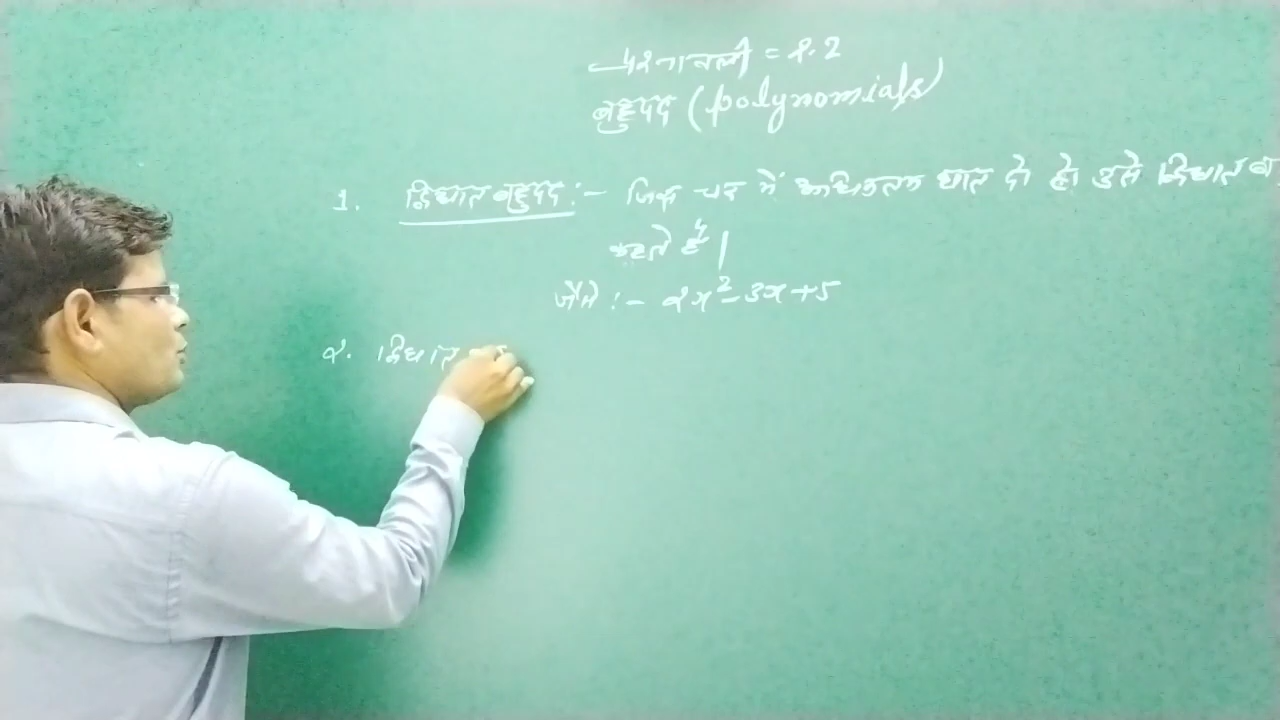 प्रश्नावली = 2.2
बहुपद (polynomials)
1. द्विघात बहुपद :- जिस पद में अधिकतम घात दो हो उसे द्विघात ब
कहते हैं |
जैसे :- 2x²-3x+5
2. द्विघात